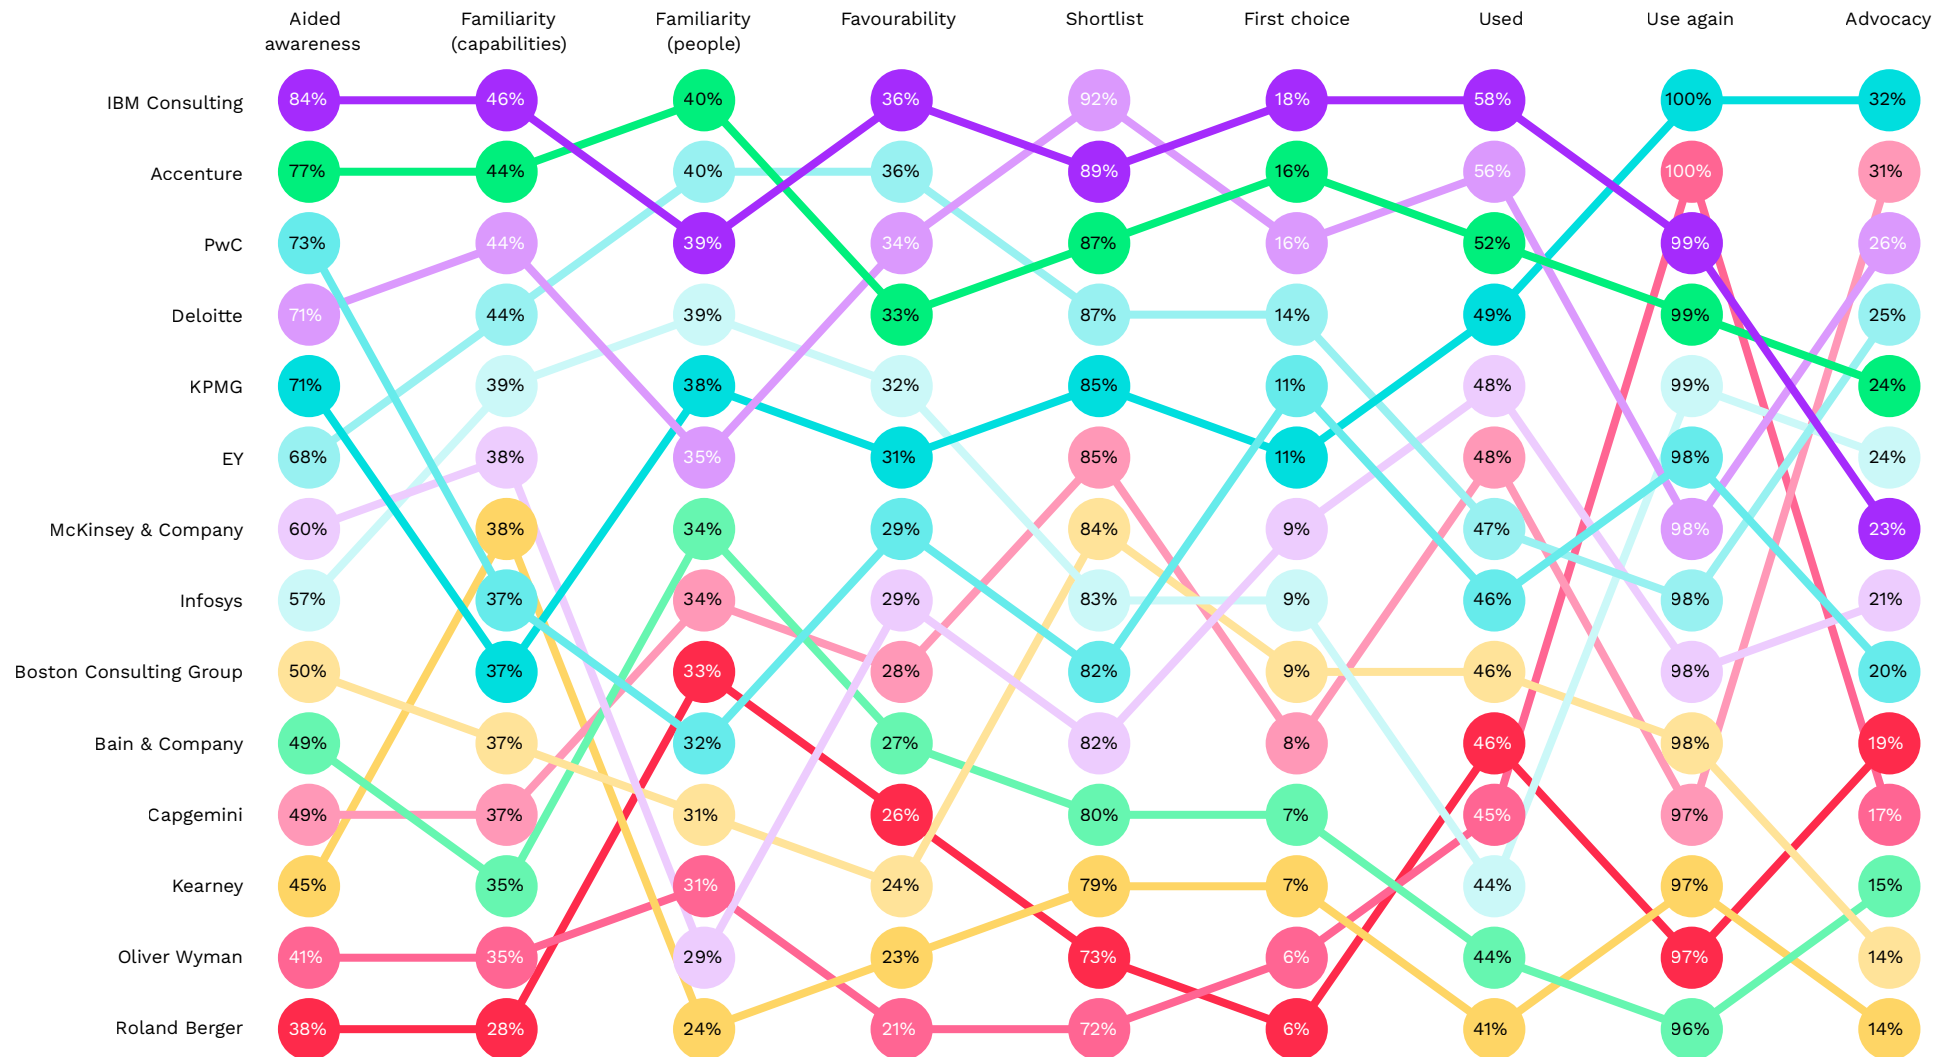 Aided awareness Familiarity (capabilities) Familiarity (people) Favourability Shortlist First choice Used Use again Advocacy
IBM Consulting 84% 46% 40% 36% 92% 18% 58% 100% 32%
Accenture 77% 44% 40% 36% 89% 16% 56% 100% 31%
PwC 73% 44% 39% 34% 87% 16% 52% 99% 26%
Deloitte 71% 44% 39% 33% 87% 14% 49% 99% 25%
KPMG 71% 39% 38% 32% 85% 11% 48% 99% 24%
EY 68% 38% 35% 31% 85% 11% 48% 98% 24%
McKinsey & Company 60% 38% 34% 29% 84% 9% 47% 98% 23%
Infosys 57% 37% 34% 29% 83% 9% 46% 98% 21%
Boston Consulting Group 50% 37% 33% 28% 82% 9% 46% 98% 20%
Bain & Company 49% 37% 32% 27% 82% 8% 46% 98% 19%
Capgemini 49% 37% 31% 26% 80% 7% 45% 97% 17%
Kearney 45% 35% 31% 24% 79% 7% 44% 97% 15%
Oliver Wyman 41% 35% 29% 23% 73% 6% 44% 97% 14%
Roland Berger 38% 28% 24% 21% 72% 6% 41% 96% 14%